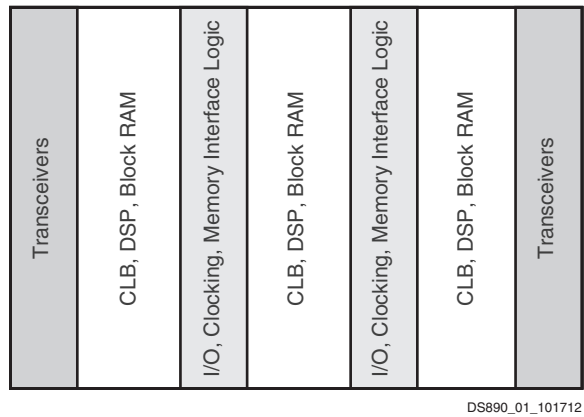 Transceivers
CLB, DSP, Block RAM
I/O, Clocking, Memory Interface Logic
CLB, DSP, Block RAM
I/O, Clocking, Memory Interface Logic
CLB, DSP, Block RAM
Transceivers
DS890_01_101712